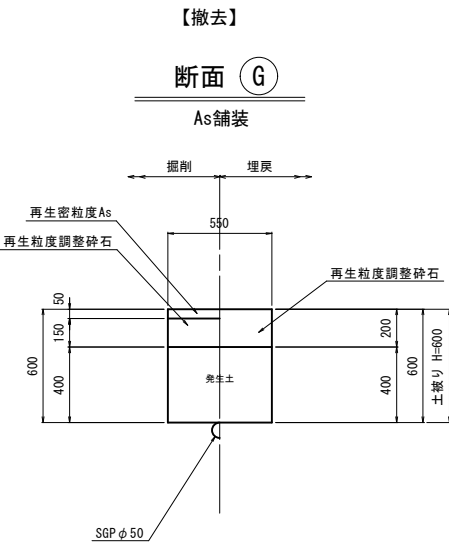 【撤去】
断面 G
As舗装
掘削 埋戻
再生密粒度As
550
再生粒度調整砕石
再生粒度調整砕石
50
150
200
600
400
発生土
400
600
土被り H=600
SGPφ50